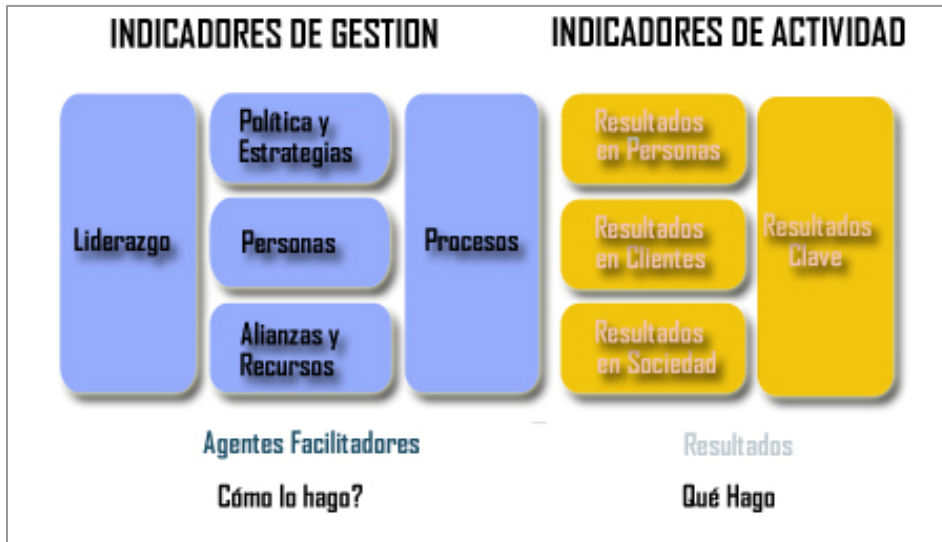 INDICADORES DE GESTION
INDICADORES DE ACTIVIDAD
Liderazgo
Política y
Estrategias
Personas
Alianzas y
Recursos
Procesos
Resultados
en Personas
Resultados
en Clientes
Resultados
en Sociedad
Resultados
Clave
Agentes Facilitadores
Resultados
Cómo lo hago?
Qué Hago